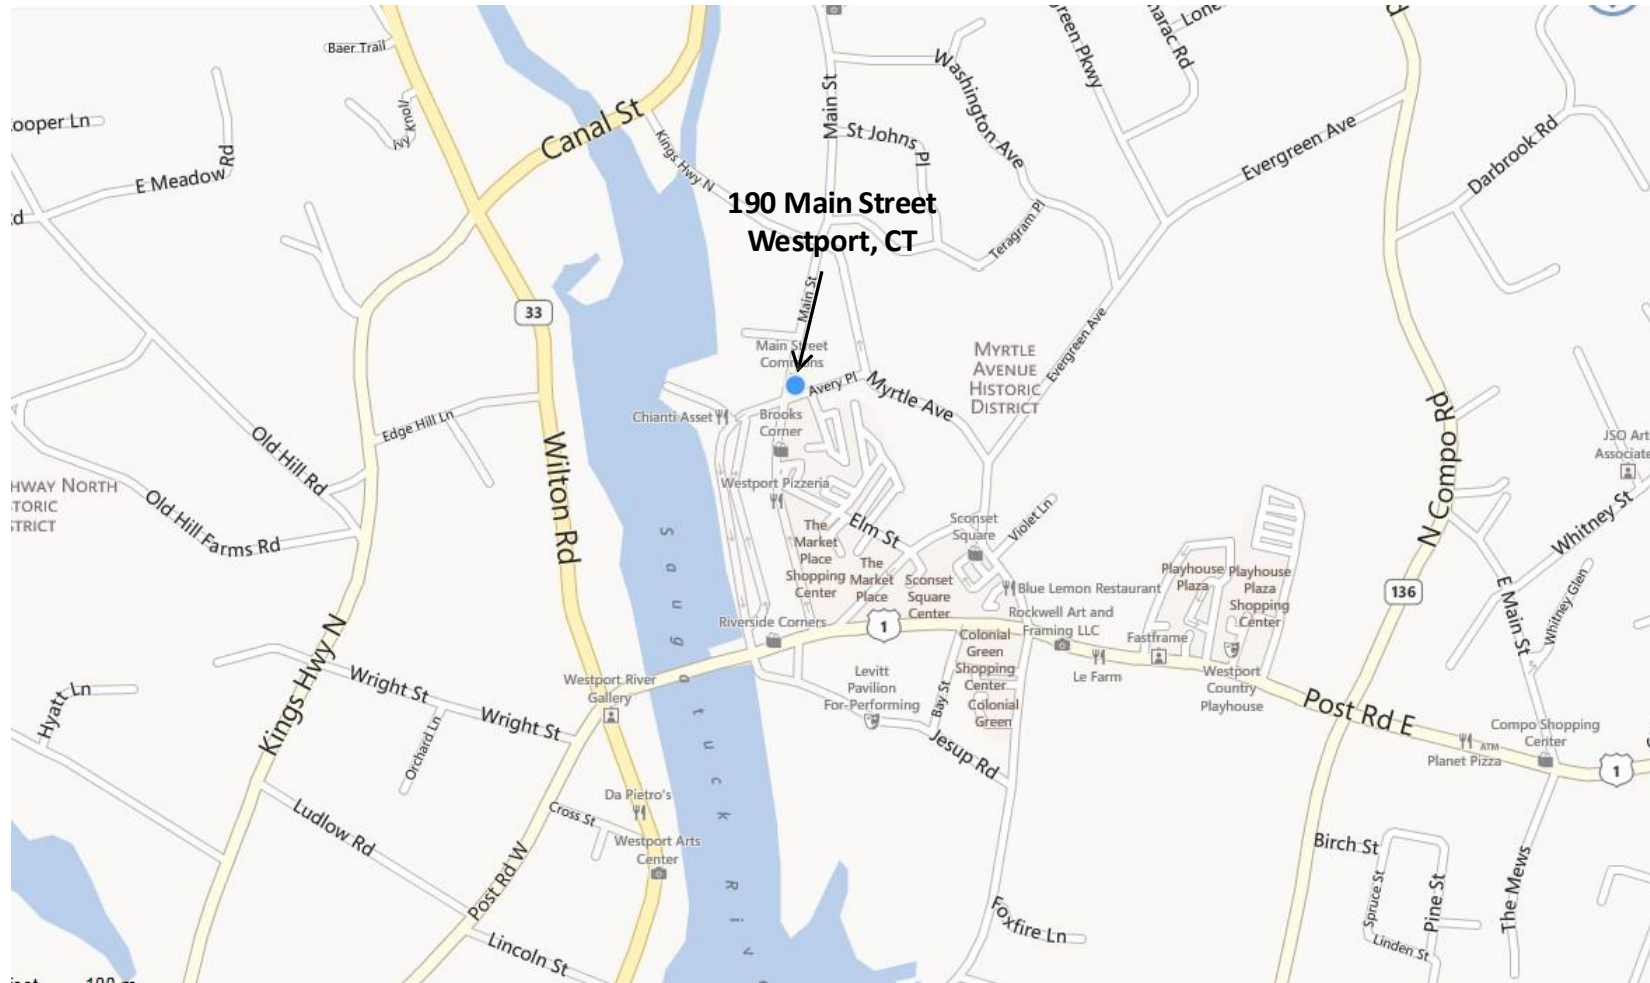 Baer Trail
Ivy Knoll
ooper Ln
E Meadow Rd
Canal St
Kings Hwy N
Main St
St Johns Pl
Washington Ave
Teragram Pl
reen Pkwy
marac Rd
Lone
Evergreen Ave
Darbrook Rd
190 Main Street
Westport, CT
33
Main St
Main Street
Commons
Avery Pl
Myrtle Ave
MYRTLE
AVENUE
HISTORIC
DISTRICT
Evergreen Ave
Chianti Asset
Brooks
Corner
Edge Hill Ln
Old Hill Rd
Old Hill Farms Rd
HWAY NORTH
TORIC
STRICT
Wilton Rd
Westport Pizzeria
Elm St
The
Market
Place
Shopping
Center
The
Market
Place
Sconset
Square
Sconset
Square
Center
Violet Ln
Blue Lemon Restaurant
Rockwell Art and
Framing LLC
Playhouse
Plaza
Playhouse
Plaza
Shopping
Center
N Compo Rd
136
JSO Art
Associate
Whitney St
Whitney Glen
E Main St
Riverside Corners
1
Colonial
Green
Shopping
Center
Colonial
Green
Fastframe
Le Farm
Westport
Country
Playhouse
Levitt
Pavilion
For-Performing
Bay St
Jesup Rd
Post Rd E
Planet Pizza
ATM
Compo Shopping
Center
1
Kings Hwy N
Wright St
Wright St
Orchard Ln
Hyatt Ln
Westport River
Gallery
Saugatuck Riv
Da Pietro's
Cross St
Westport Arts
Center
Ludlow Rd
Post Rd W
Lincoln St
Foxfire Ln
Birch St
Spruce St
Pine St
Linden St
The Mews